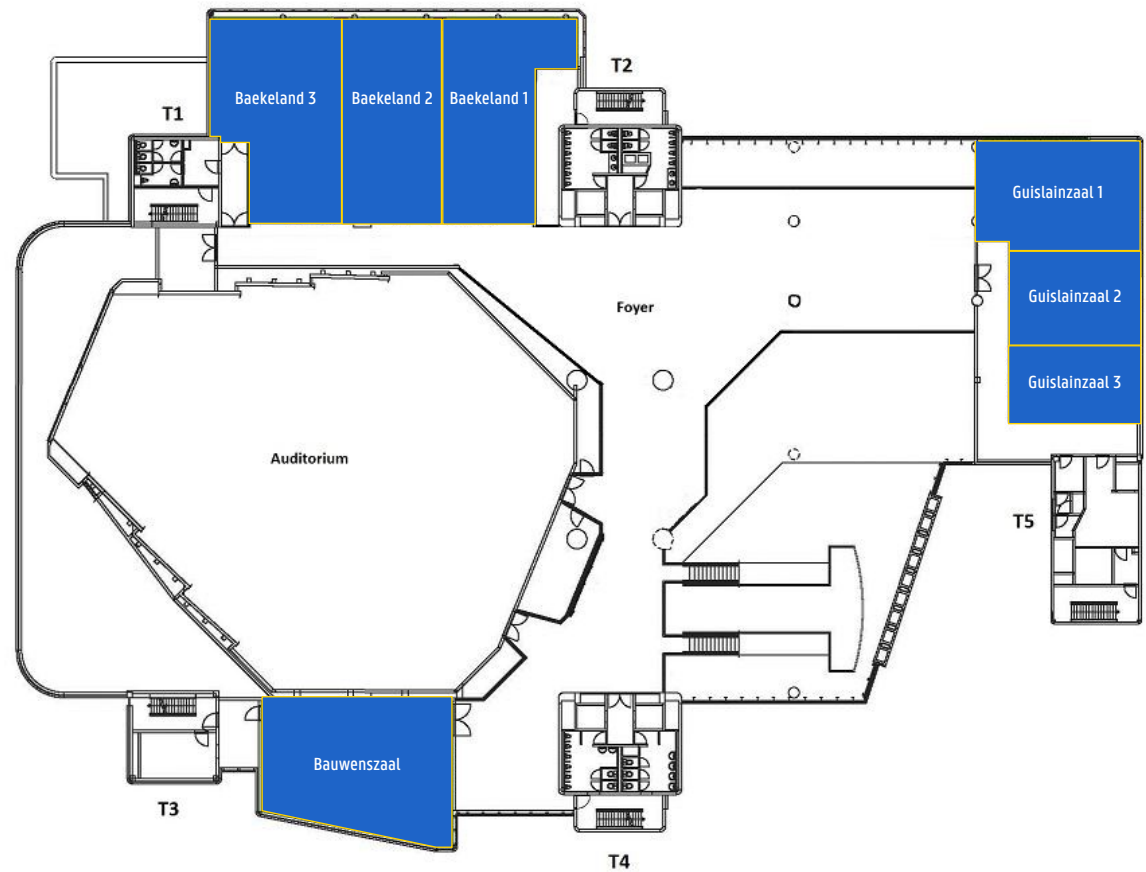 T2
Baekeland 3
Baekeland 2
Baekeland 1
T1
Guislainzaal 1
Guislainzaal 2
Foyer
Guislainzaal 3
Auditorium
T5
Bauwenszaal
T3
T4